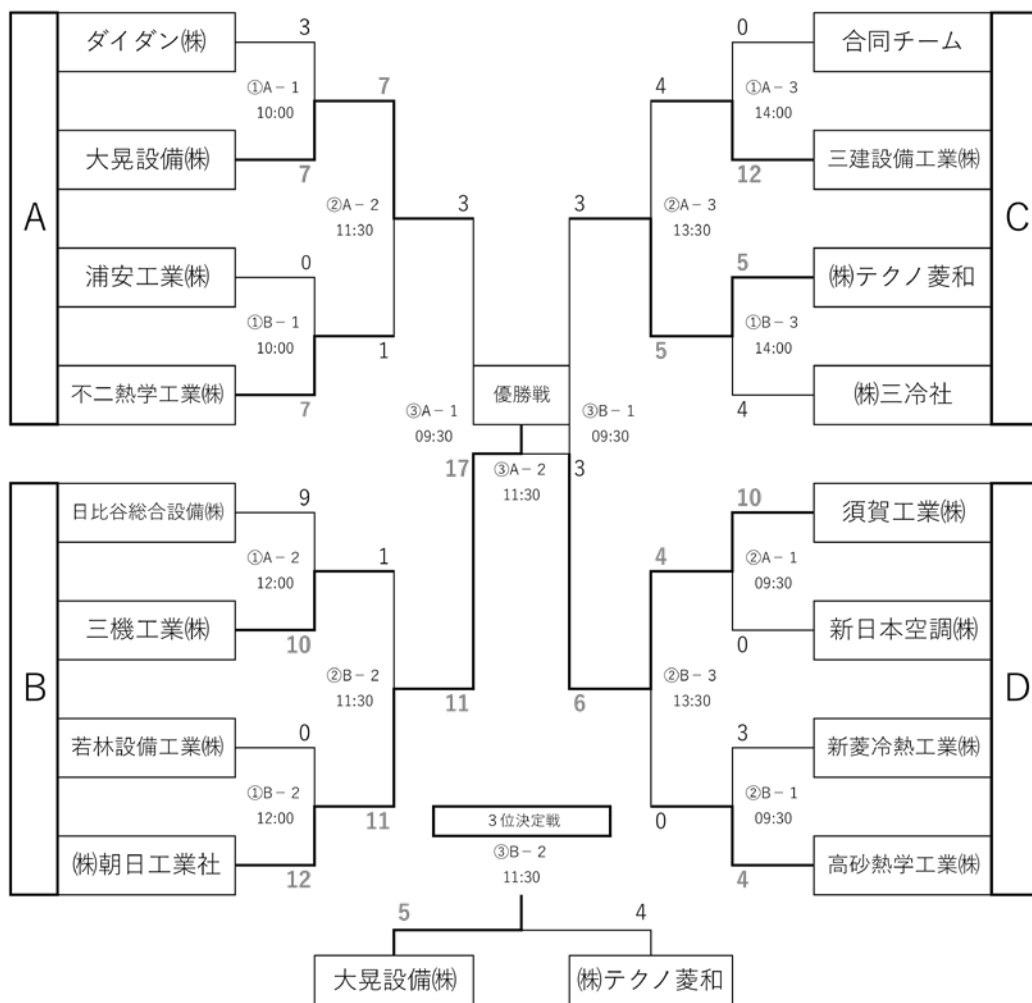 A
ダイダン㈱
3
①A-1
10:00
7
大晃設備㈱
7
②A-2
11:30
3
浦安工業㈱
0
①B-1
10:00
1
不二熱学工業㈱
7
B
日比谷総合設備㈱
9
①A-2
12:00
1
三機工業㈱
10
②B-2
11:30
11
若林設備工業㈱
0
①B-2
12:00
11
㈱朝日工業社
12
③A-1
09:30
17
優勝戦
③A-2
11:30
3
③B-1
09:30
C
0
合同チーム
4
①A-3
14:00
12
三建設備工業㈱
3
②A-3
13:30
5
㈱テクノ菱和
①B-3
14:00
5
4
㈱三冷社
D
10
須賀工業㈱
4
②A-1
09:30
0
新日本空調㈱
6
②B-3
13:30
3
新菱冷熱工業㈱
②B-1
09:30
0
4
高砂熱学工業㈱
3位決定戦
③B-2
11:30
5
4
大晃設備㈱
㈱テクノ菱和